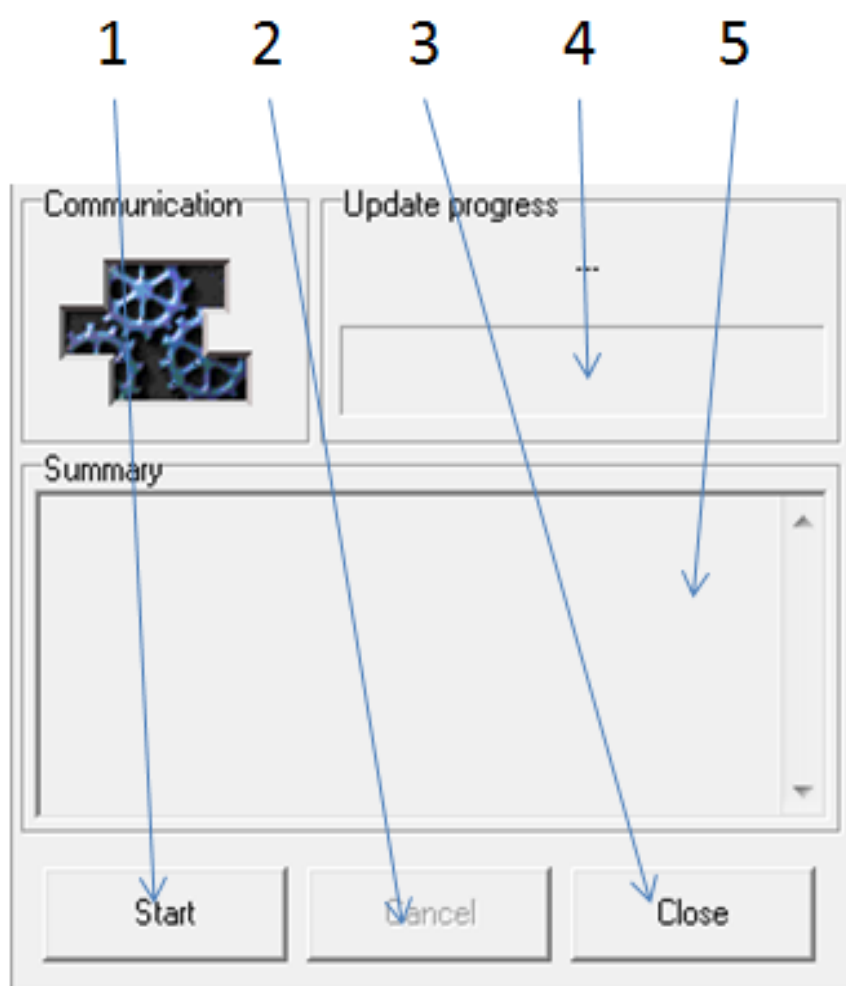 1 2 3 4 5
Communication
Update progress
---
Summary
Start
Cancel
Close